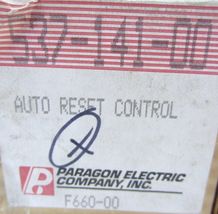 537-141-00
AUTO RESET CONTROL
PARAGON ELECTRIC
COMPANY, INC.
F660-00